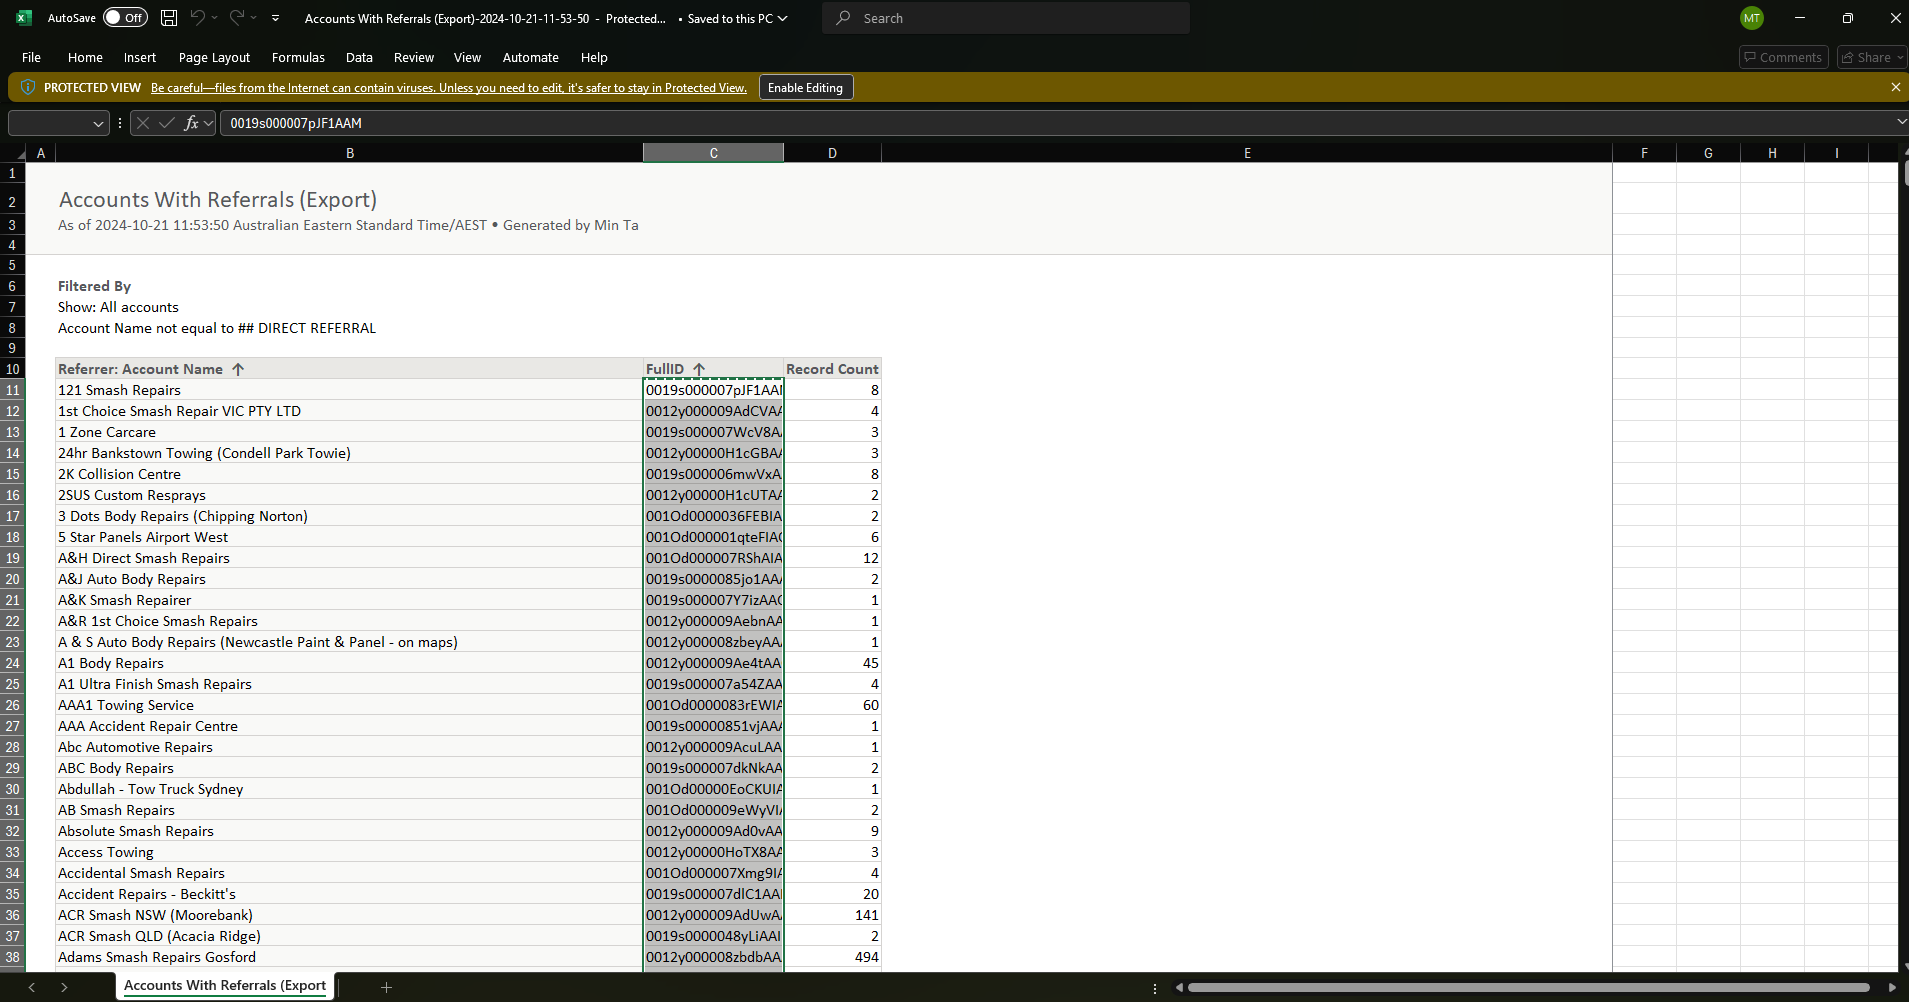 AutoSave Off Accounts With Referrals (Export)-2024-10-21-11-53-50 - Protected... • Saved to this PC Search MT
File Home Insert Page Layout Formulas Data Review View Automate Help Comments Share
PROTECTED VIEW Be careful—files from the Internet can contain viruses. Unless you need to edit, it's safer to stay in Protected View. Enable Editing
fx 0019s000007pJF1AAM
A B C D E F G H I
1
2 Accounts With Referrals (Export)
3 As of 2024-10-21 11:53:50 Australian Eastern Standard Time/AEST • Generated by Min Ta
4
5
6 Filtered By
7 Show: All accounts
8 Account Name not equal to ## DIRECT REFERRAL
9
10 Referrer: Account Name ↑ FullID ↑ Record Count
11 121 Smash Repairs 0019s000007pJF1AA 8
12 1st Choice Smash Repair VIC PTY LTD 0012y000009AdCVAA 4
13 1 Zone Carcare 0019s000007WcV8A 3
14 24hr Bankstown Towing (Condell Park Towie) 0012y00000H1cGBAA 3
15 2K Collision Centre 0019s000006mwVxA 8
16 2SUS Custom Resprays 0012y00000H1cUTAA 2
17 3 Dots Body Repairs (Chipping Norton) 001Od0000036FEBIA 2
18 5 Star Panels Airport West 001Od000001qteFIA 6
19 A&H Direct Smash Repairs 001Od000007RShAIA 12
20 A&J Auto Body Repairs 0019s0000085jo1AA 2
21 A&K Smash Repairer 0019s000007Y7izAA 1
22 A&R 1st Choice Smash Repairs 0012y000009AebnAA 1
23 A & S Auto Body Repairs (Newcastle Paint & Panel - on maps) 0012y000008zbeyAA 1
24 A1 Body Repairs 0012y000009Ae4tAA 45
25 A1 Ultra Finish Smash Repairs 0019s000007a54ZAA 4
26 AAA1 Towing Service 001Od0000083rEWIA 60
27 AAA Accident Repair Centre 0019s00000851vjAA 1
28 Abc Automotive Repairs 0012y000009AcuLAA 1
29 ABC Body Repairs 0019s000007dkNkAA 2
30 Abdullah - Tow Truck Sydney 001Od00000EoCKUIA 1
31 AB Smash Repairs 001Od000009eWyVI 2
32 Absolute Smash Repairs 0012y000009Ad0vAA 9
33 Access Towing 0012y00000HoTX8AA 3
34 Accidental Smash Repairs 001Od000007Xmg9I 4
35 Accident Repairs - Beckitt's 0019s000007dlC1AA 20
36 ACR Smash NSW (Moorebank) 0012y000009AdUwA 141
37 ACR Smash QLD (Acacia Ridge) 0019s0000048yLiAA 2
38 Adams Smash Repairs Gosford 0012y000008zbdbAA 494
Accounts With Referrals (Export